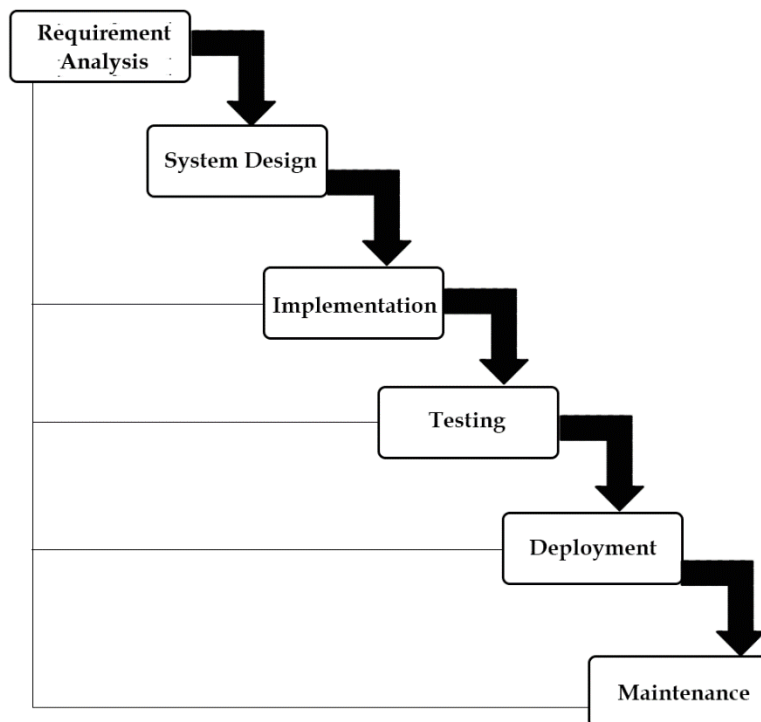 Requirement
Analysis
System Design
Implementation
Testing
Deployment
Maintenance